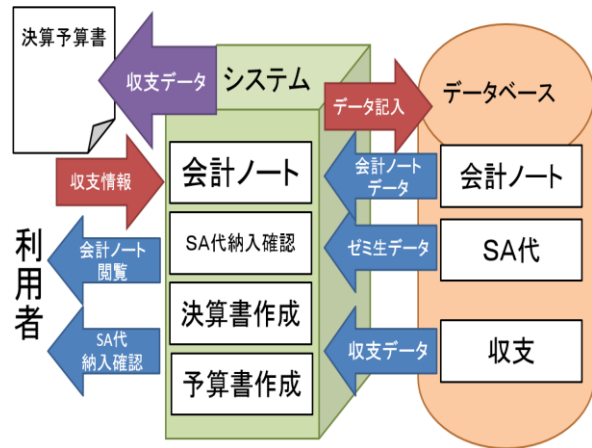 決算予算書
収支データ
システム
データ記入
データベース
収支情報
会計ノート
会計ノート
データ
会計ノート
利用者
会計ノート
閲覧
SA代納入確認
ゼミ生データ
SA代
SA代
納入確認
決算書作成
収支データ
収支
予算書作成